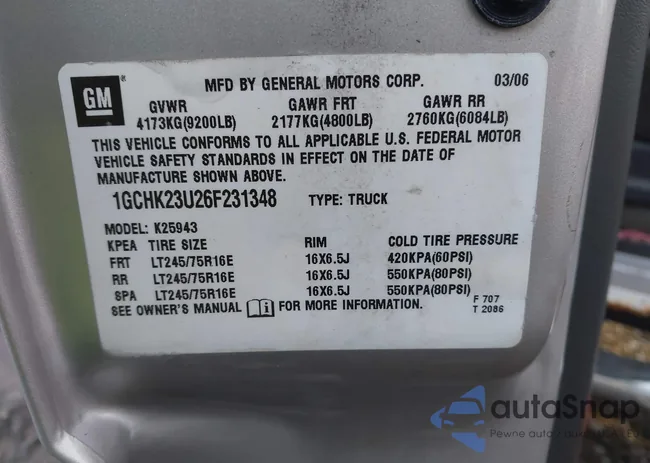 MFD BY GENERAL MOTORS CORP. 03/06
GM®
GVWR GAWR FRT GAWR RR
4173KG(9200LB) 2177KG(4800LB) 2760KG(6084LB)
THIS VEHICLE CONFORMS TO ALL APPLICABLE U.S. FEDERAL MOTOR
VEHICLE SAFETY STANDARDS IN EFFECT ON THE DATE OF
MANUFACTURE SHOWN ABOVE.
1GCHK23U26F231348 TYPE: TRUCK
MODEL: K25943
KPEA TIRE SIZE RIM COLD TIRE PRESSURE
FRT LT245/75R16E 16X6.5J 420KPA(60PSI)
RR LT245/75R16E 16X6.5J 550KPA(80PSI)
SPA LT245/75R16E 16X6.5J 550KPA(80PSI)
SEE OWNER'S MANUAL i FOR MORE INFORMATION.
F 707
T 2086
autoSnap
Pewne auto